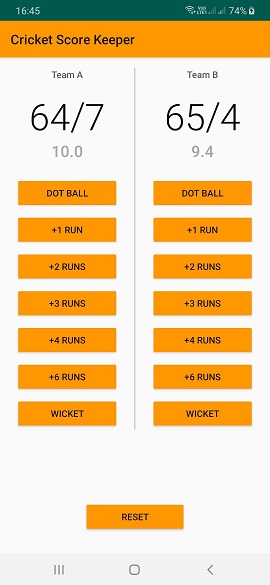 16:45
74%
Cricket Score Keeper
Team A
64/7
10.0
DOT BALL
+1 RUN
+2 RUNS
+3 RUNS
+4 RUNS
+6 RUNS
WICKET
Team B
65/4
9.4
DOT BALL
+1 RUN
+2 RUNS
+3 RUNS
+4 RUNS
+6 RUNS
WICKET
RESET